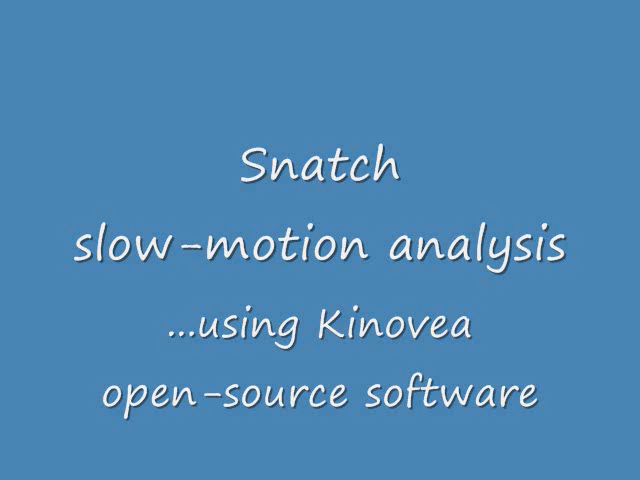 Snatch
slow-motion analysis
...using Kinovea
open-source software